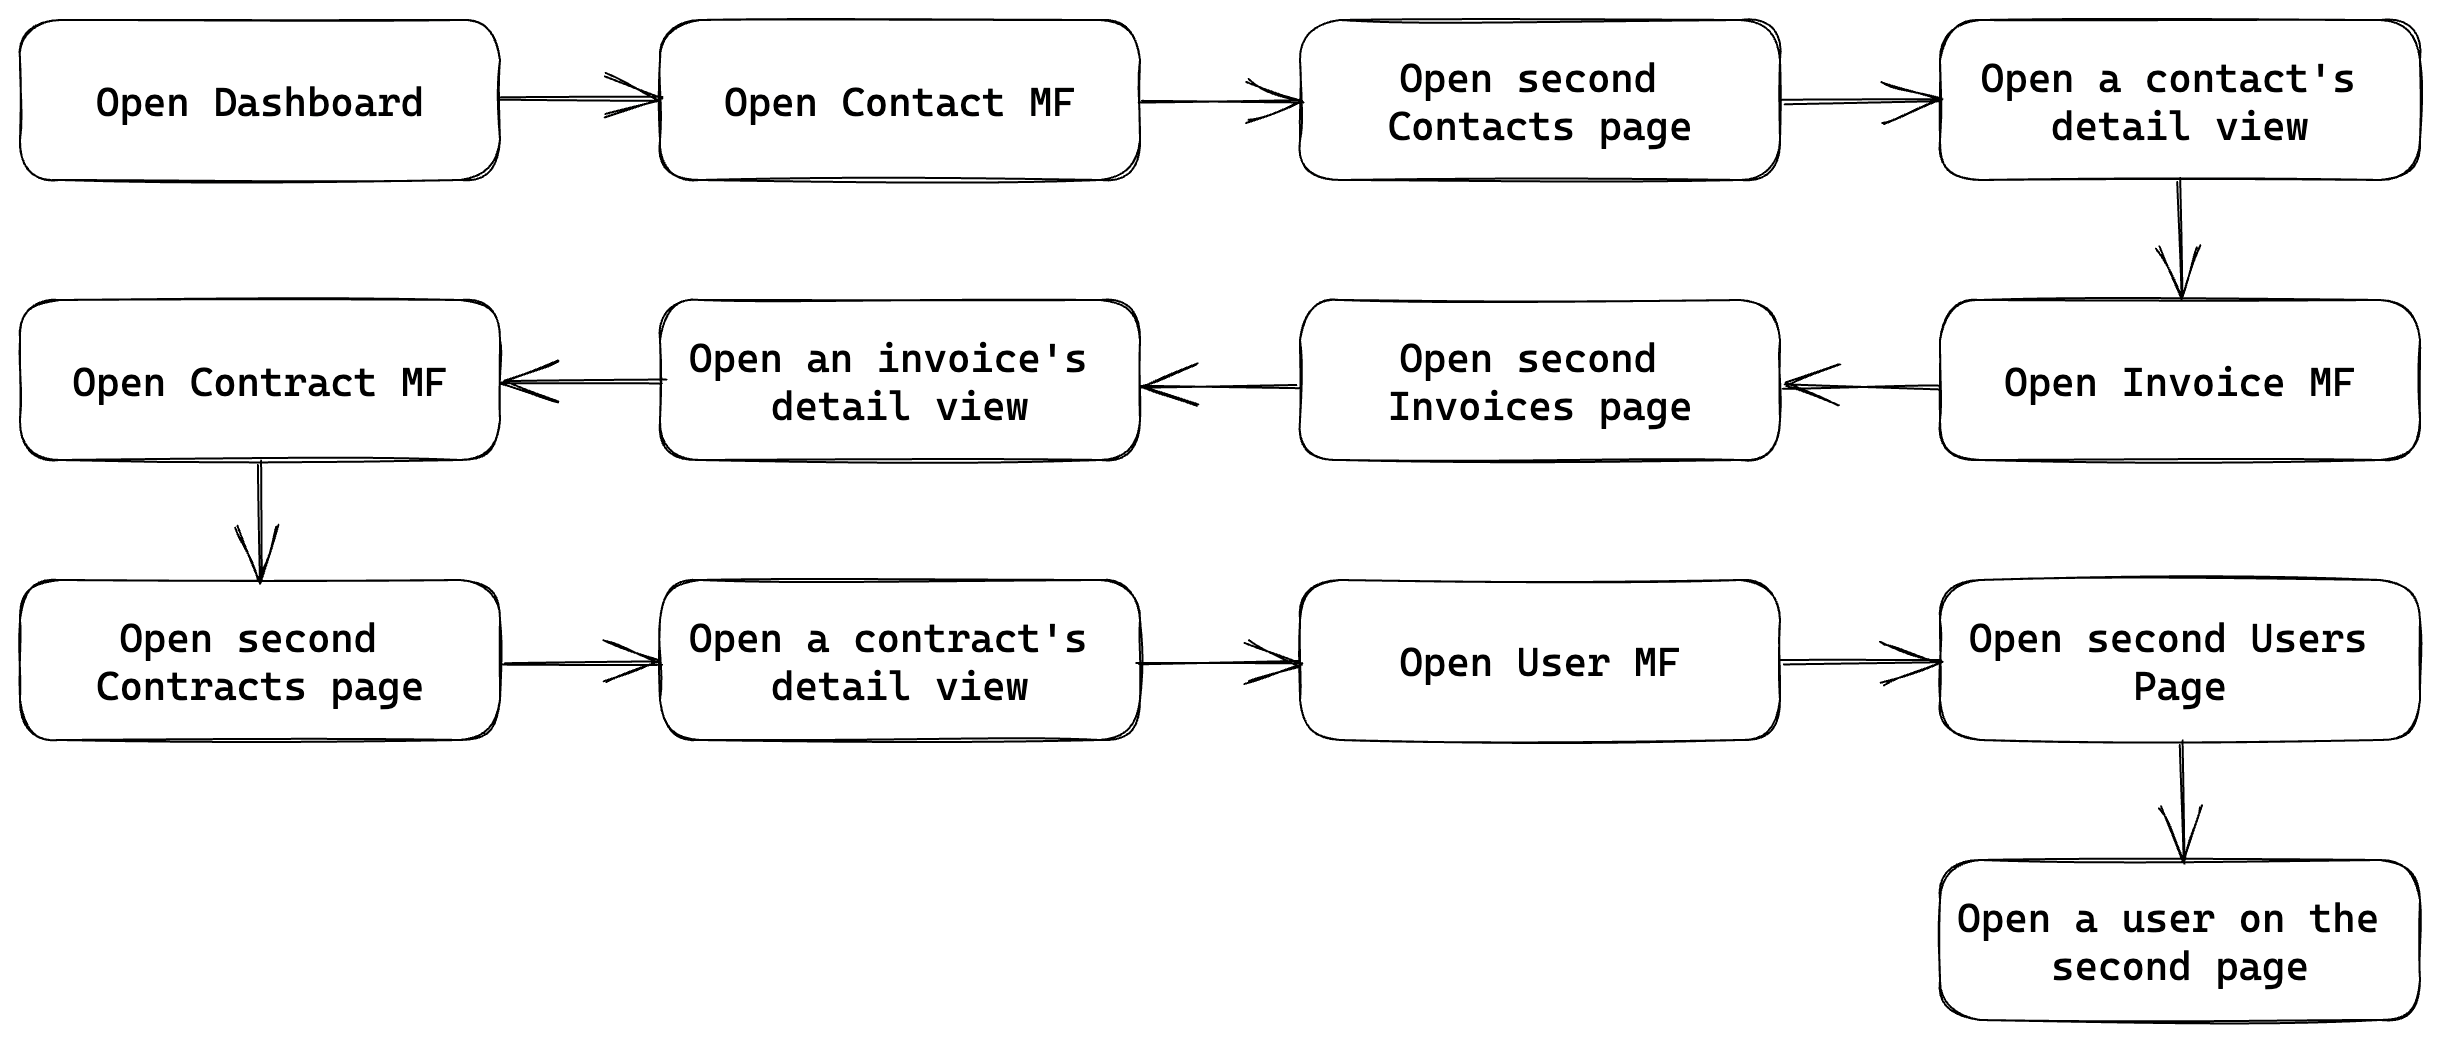 Open Dashboard
Open Contact MF
Open second
Contacts page
Open a contact's
detail view
Open Invoice MF
Open second
Invoices page
Open an invoice's
detail view
Open Contract MF
Open second
Contracts page
Open a contract's
detail view
Open User MF
Open second Users
Page
Open a user on the
second page